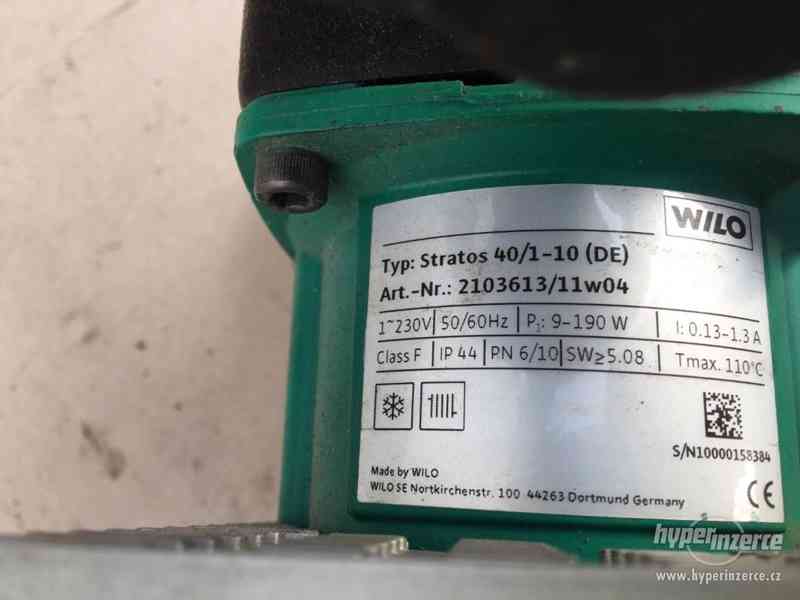 WILO
Typ: Stratos 40/1-10 (DE)
Art.-Nr.: 2103613/11w04
1~230V 50/60Hz P1: 9-190 W I: 0.13-1.3 A
Class F IP 44 PN 6/10 SW≥5.08 Tmax. 110°C
S/N10000158384
Made by WILO
WILO SE Nortkirchenstr. 100 44263 Dortmund Germany
CE
hyperinzerce
www.hyperinzerce.cz